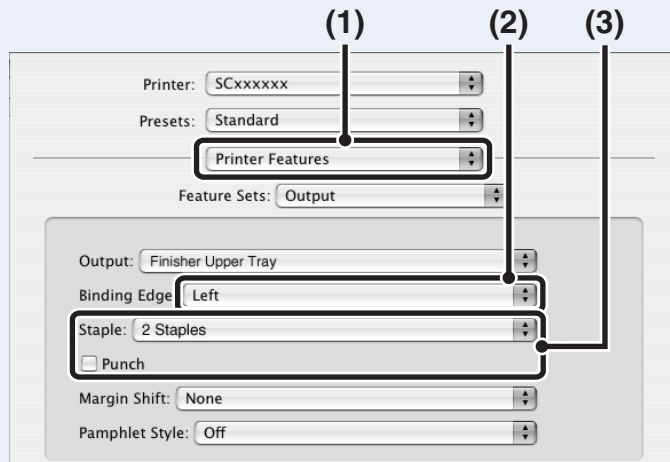 (1) (2) (3)
Printer: SCxxxxxx
Presets: Standard
Printer Features
Feature Sets: Output
Output: Finisher Upper Tray
Binding Edge Left
Staple: 2 Staples
Punch
Margin Shift: None
Pamphlet Style: Off